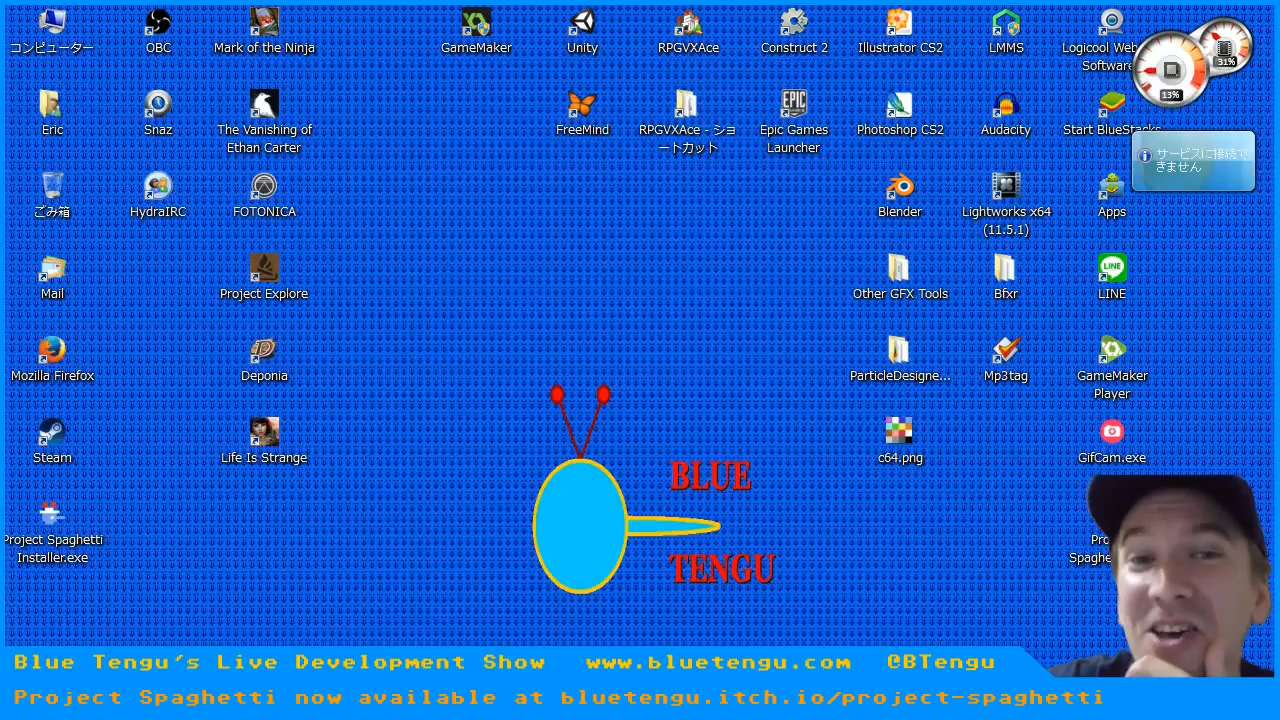 コンピューター
OBC
Mark of the Ninja
GameMaker
Unity
RPGVXAce
Construct 2
Illustrator CS2
LMMS
Logicool Web
Software
31%
13%
Eric
Snaz
The Vanishing of
Ethan Carter
FreeMind
RPGVXAce - ショ
ートカット
EPIC
GAMES
Epic Games
Launcher
Photoshop CS2
Audacity
Start BlueStacks
サービスに接続で
きません
ごみ箱
HydraIRC
FOTONICA
Blender
Lightworks x64
(11.5.1)
Apps
Mail
Project Explore
Other GFX Tools
Bfxr
LINE
LINE
Mozilla Firefox
Deponia
ParticleDesigne...
Mp3tag
GameMaker
Player
Steam
Life Is Strange
c64.png
GifCam.exe
BLUE
TENGU
Project Spaghetti
Installer.exe
Blue Tengu's Live Development Show www.bluetengu.com @BTengu
Project Spaghetti now available at bluetengu.itch.io/project-spaghetti